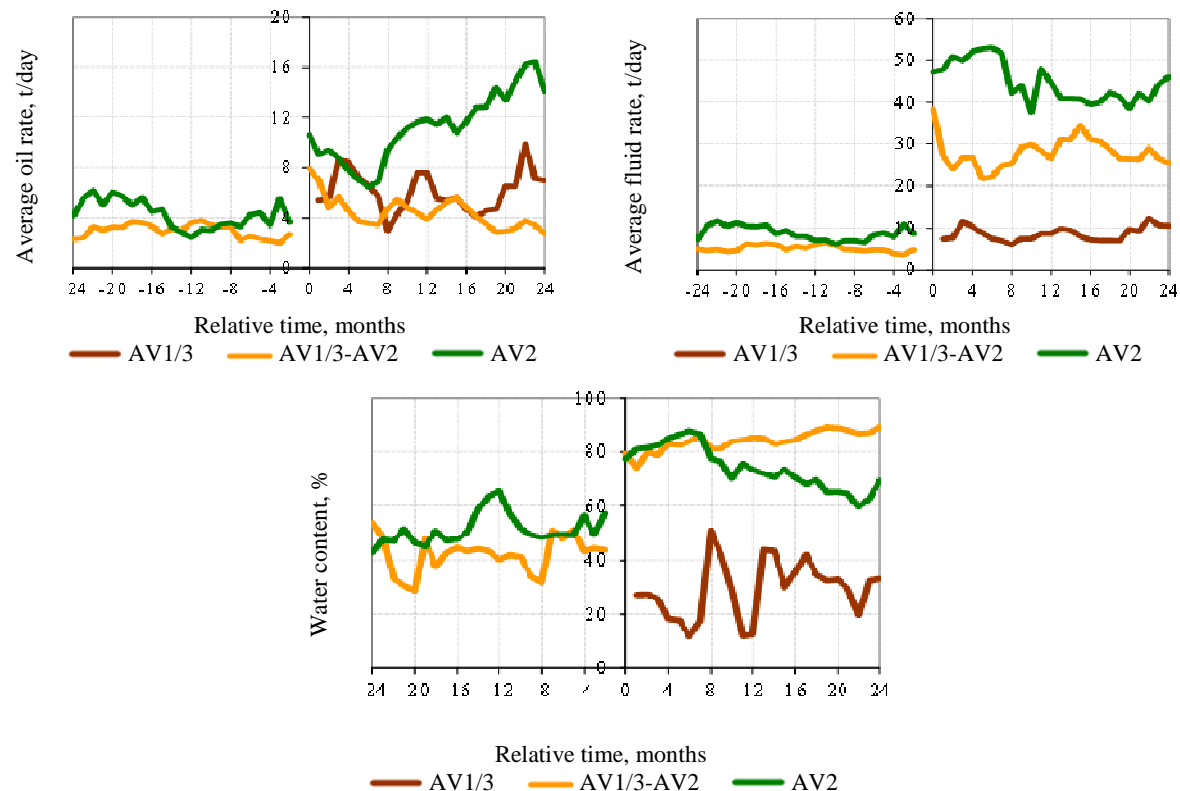 20
16
12
8
4
0
Average oil rate, t/day
24 -20 -16 -12 -8 -4 0 4 8 12 16 20 24
Relative time, months
AV1/3 AV1/3-AV2 AV2
60
50
40
30
20
10
0
Average fluid rate, t/day
-24 -20 -16 -12 -8 -4 0 4 8 12 16 20 24
Relative time, months
AV1/3 AV1/3-AV2 AV2
100
80
60
40
20
0
Water content, %
24 20 16 12 8 4 0 4 8 12 16 20 24
Relative time, months
AV1/3 AV1/3-AV2 AV2